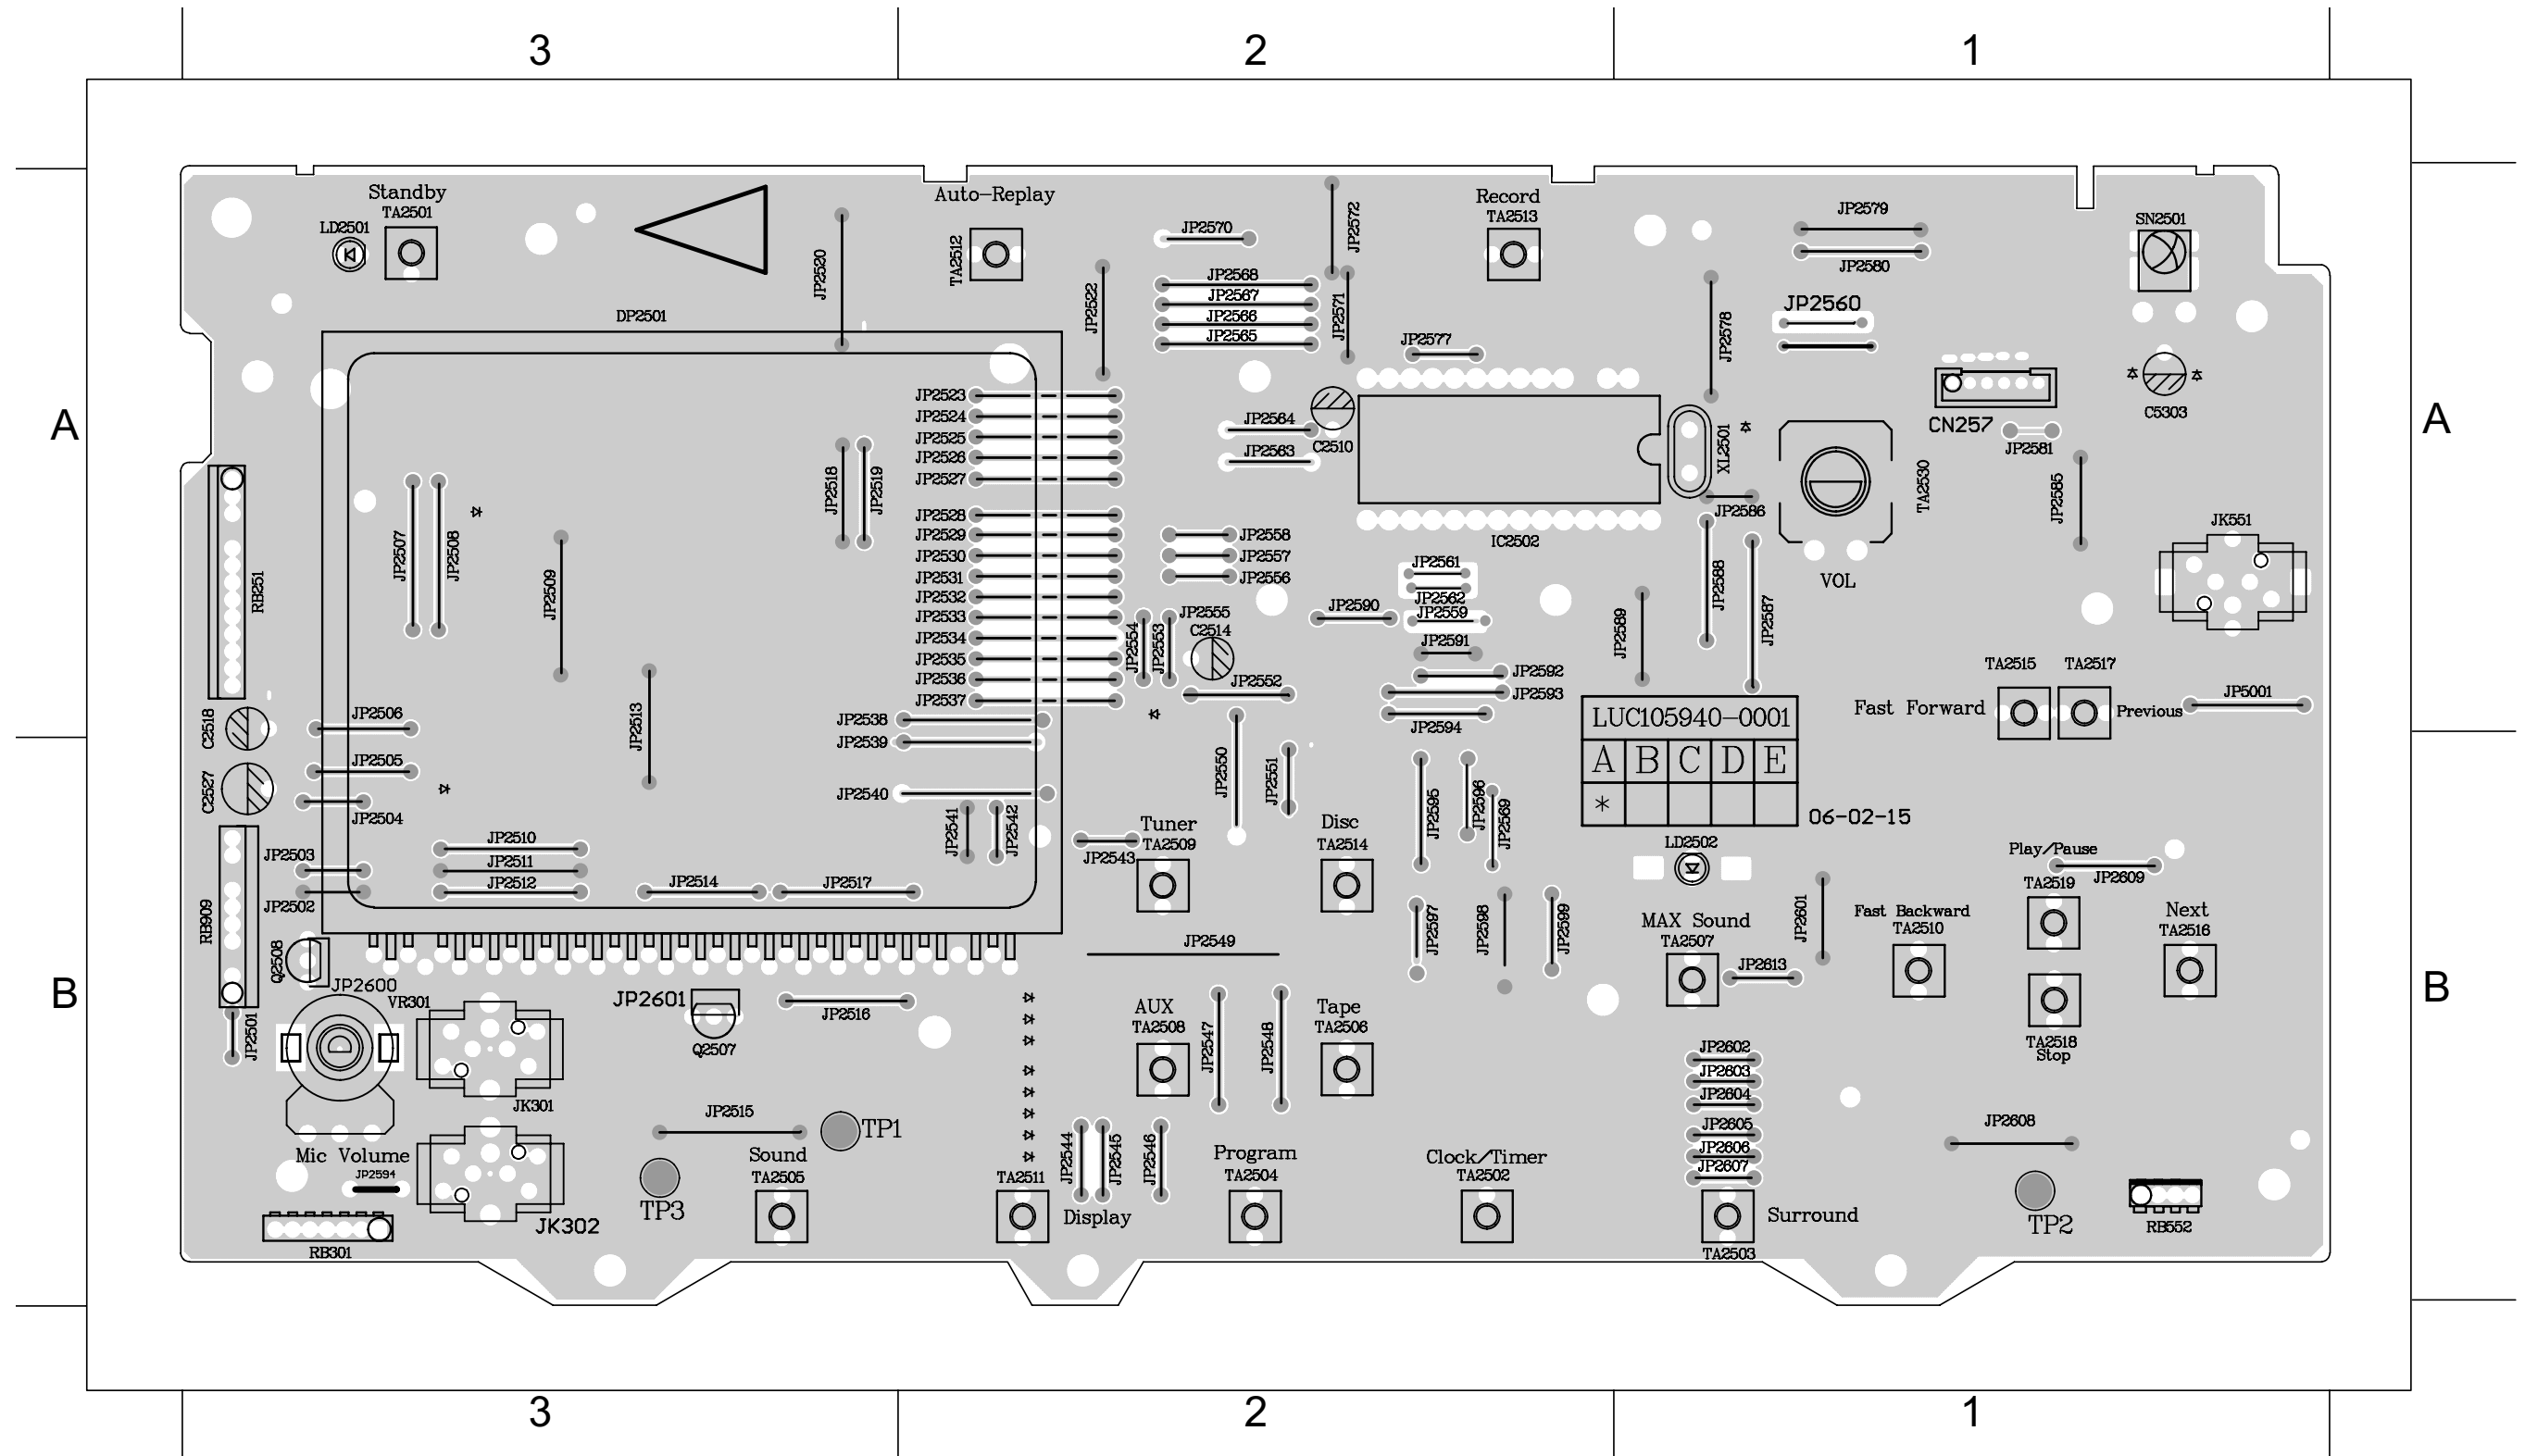 3
2
1
Standby
TA2501
LD2501
JP2520
Auto-Replay
TA2512
JP2570
JP2572
Record
TA2513
JP2579
JP2580
SN2501
DP2501
JP2522
JP2568
JP2567
JP2566
JP2565
JP2571
JP2577
JP2578
JP2560
A
JP2523
JP2524
JP2525
JP2526
JP2527
JP2564
JP2563
C2510
XL2501
CN257
C5303
JP2581
A
JP2518
JP2519
TA2530
JP2585
JP2507
JP2508
JP2509
RB251
JP2528
JP2529
JP2530
JP2531
JP2532
JP2533
JP2534
JP2535
JP2536
JP2537
JP2558
JP2557
JP2556
IC2502
JP2586
JP2588
JP2587
JP2589
VOL
JK551
JP2561
JP2562
JP2559
JP2590
JP2591
JP2592
JP2593
JP2594
JP2554
JP2553
JP2555
C2514
JP2552
TA2515
TA2517
Fast Forward
Previous
JP5001
C2518
JP2506
JP2513
JP2538
JP2539
JP2550
JP2551
LUC105940-0001
A B C D E
*
06-02-15
C2527
JP2505
JP2504
JP2540
JP2541
JP2542
JP2543
Tuner
TA2509
Disc
TA2514
JP2595
JP2596
JP2569
LD2502
Play/Pause
JP2609
TA2519
JP2503
JP2502
RB909
JP2510
JP2511
JP2512
JP2514
JP2517
JP2597
JP2598
JP2599
MAX Sound
TA2507
JP2601
Fast Backward
TA2510
Next
TA2516
JP2549
JP2613
B
Q2508
JP2600
VR301
JP2501
JP2601
Q2507
JP2516
AUX
TA2508
JP2547
JP2548
Tape
TA2506
TA2518
Stop
B
JP2602
JP2603
JP2604
JP2605
JP2606
JP2607
JK301
JP2515
TP1
JP2608
Mic Volume
JP2594
TP3
Sound
TA2505
TA2511
Display
JP2544
JP2545
JP2546
Program
TA2504
Clock/Timer
TA2502
Surround
TA2503
TP2
RB552
JK302
RB301
3
2
1